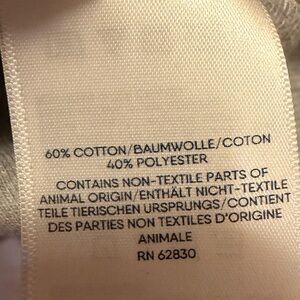 60% COTTON/BAUMWOLLE/COTON
40% POLYESTER
CONTAINS NON-TEXTILE PARTS OF
ANIMAL ORIGIN/ENTHÄLT NICHT-TEXTILE
TEILE TIERISCHEN URSPRUNGS/CONTIENT
DES PARTIES NON TEXTILES D'ORIGINE
ANIMALE
RN 62830